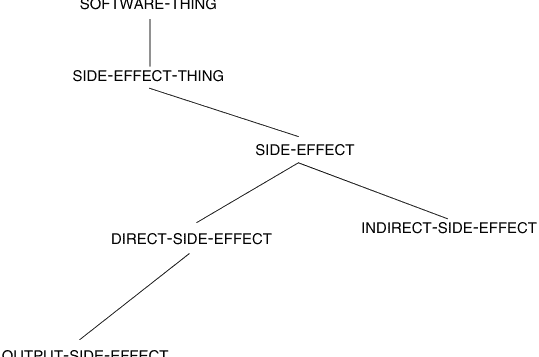 SOFTWARE-THING
SIDE-EFFECT-THING
SIDE-EFFECT
INDIRECT-SIDE-EFFECT
DIRECT-SIDE-EFFECT
OUTPUT-SIDE-EFFECT